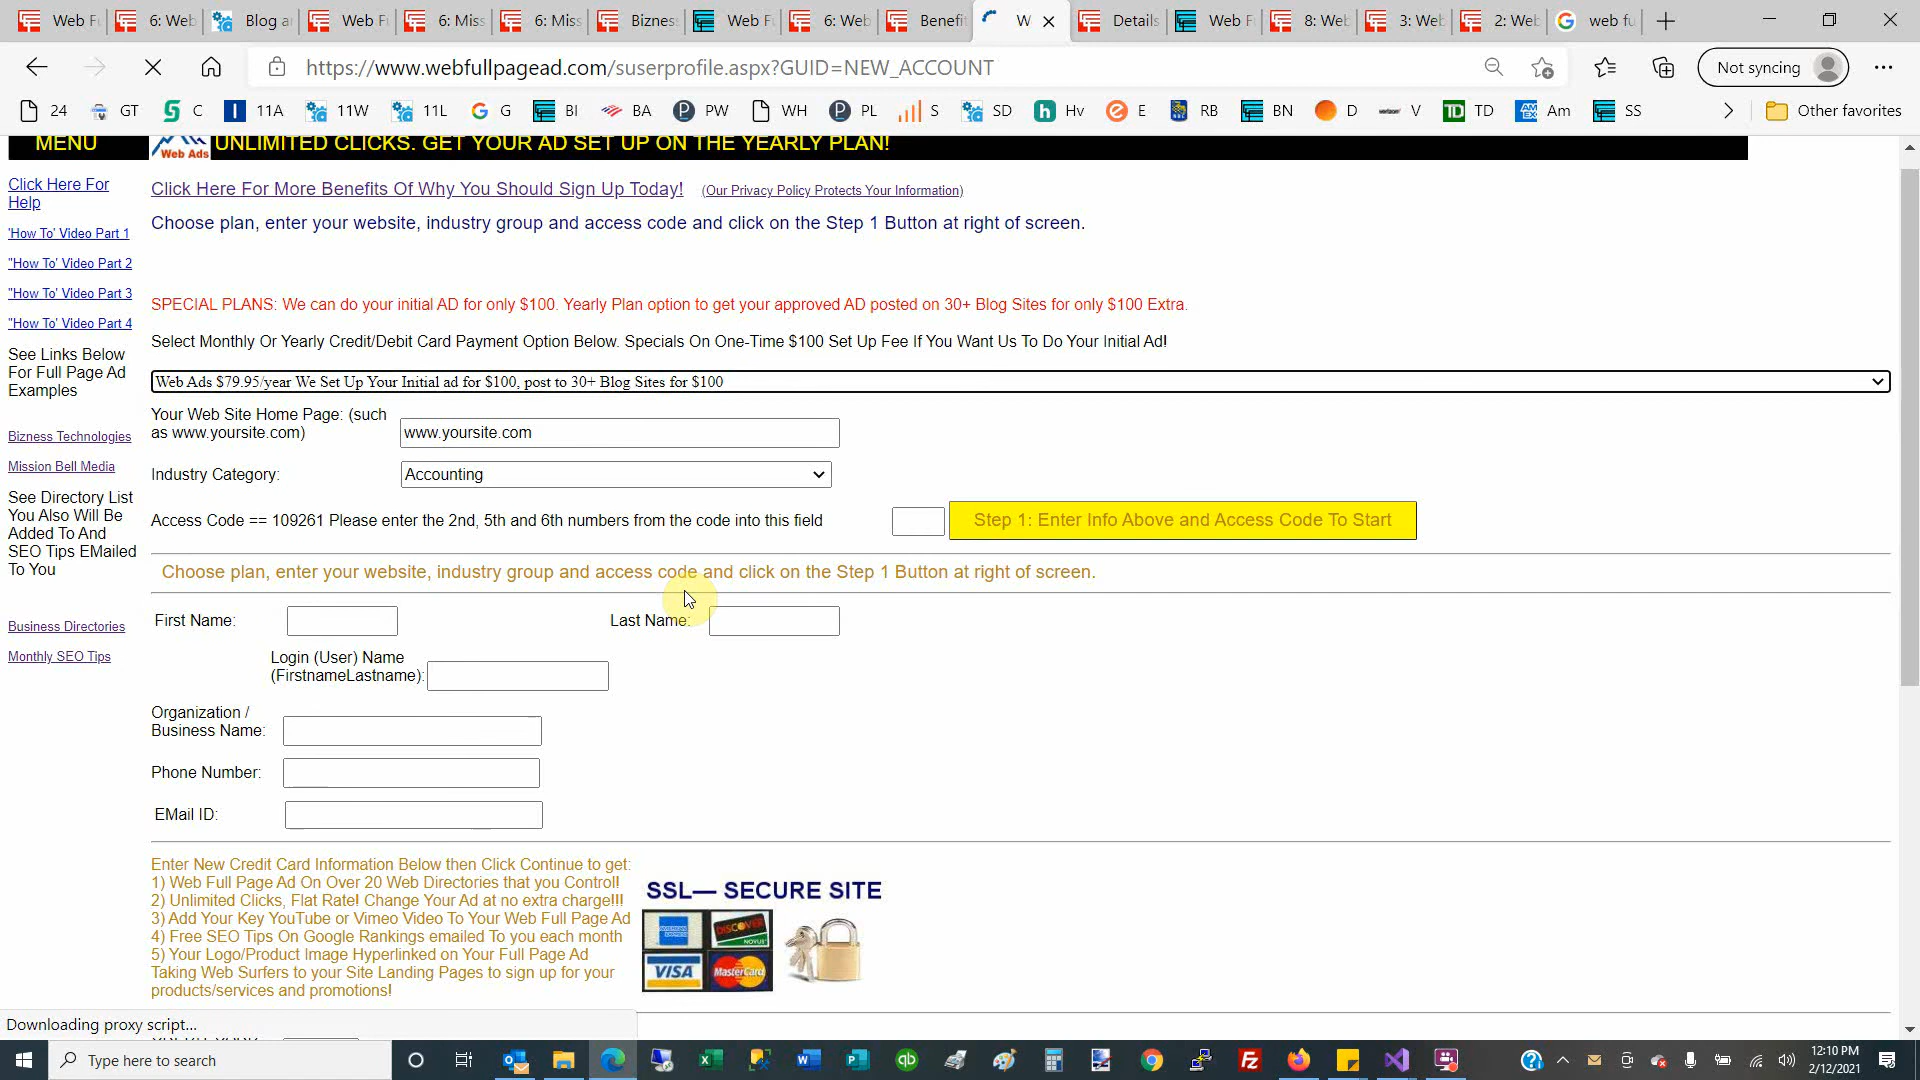 Web Fu
6: Web
Blog an
Web Fu
6: Miss
6: Miss
Biznes
Web Fu
6: Web
Benefit
W
Details
Web Fu
8: Web
3: Web
2: Web
web fu
https://www.webfullpagead.com/suserprofile.aspx?GUID=NEW_ACCOUNT
Not syncing
24 GT C 11A 11W 11L G BI BA PW WH PL S SD Hv E RB BN D V TD Am SS Other favorites
MENU
Web Ads
UNLIMITED CLICKS. GET YOUR AD SET UP ON THE YEARLY PLAN!
Click Here For
Help
'How To' Video Part 1
"How To' Video Part 2
"How To' Video Part 3
"How To' Video Part 4
See Links Below
For Full Page Ad
Examples
Bizness Technologies
Mission Bell Media
See Directory List
You Also Will Be
Added To And
SEO Tips EMailed
To You
Business Directories
Monthly SEO Tips
Click Here For More Benefits Of Why You Should Sign Up Today! (Our Privacy Policy Protects Your Information)
Choose plan, enter your website, industry group and access code and click on the Step 1 Button at right of screen.
SPECIAL PLANS: We can do your initial AD for only $100. Yearly Plan option to get your approved AD posted on 30+ Blog Sites for only $100 Extra.
Select Monthly Or Yearly Credit/Debit Card Payment Option Below. Specials On One-Time $100 Set Up Fee If You Want Us To Do Your Initial Ad!
Web Ads $79.95/year We Set Up Your Initial ad for $100, post to 30+ Blog Sites for $100
Your Web Site Home Page: (such
as www.yoursite.com)
www.yoursite.com
Industry Category:
Accounting
Access Code == 109261 Please enter the 2nd, 5th and 6th numbers from the code into this field
Step 1: Enter Info Above and Access Code To Start
Choose plan, enter your website, industry group and access code and click on the Step 1 Button at right of screen.
First Name:
Last Name:
Login (User) Name
(FirstnameLastname):
Organization /
Business Name:
Phone Number:
EMail ID:
Enter New Credit Card Information Below then Click Continue to get:
1) Web Full Page Ad On Over 20 Web Directories that you Control!
2) Unlimited Clicks, Flat Rate! Change Your Ad at no extra charge!!!
3) Add Your Key YouTube or Vimeo Video To Your Web Full Page Ad
4) Free SEO Tips On Google Rankings emailed To you each month
5) Your Logo/Product Image Hyperlinked on Your Full Page Ad
Taking Web Surfers to your Site Landing Pages to sign up for your
products/services and promotions!
SSL— SECURE SITE
DISCOVER
NOVUS
VISA
MasterCard
Downloading proxy script...
Type here to search
12:10 PM
2/12/2021